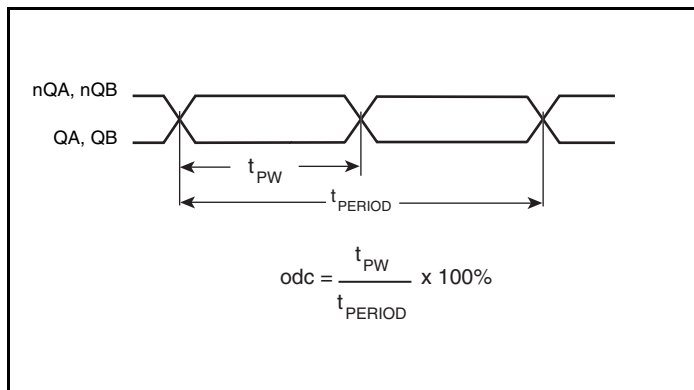 nQA, nQB
QA, QB
tPW
tPERIOD
odc = tPW / tPERIOD x 100%